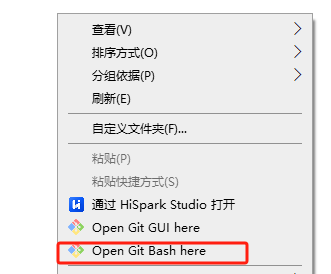 查看(V)
排序方式(O)
分组依据(P)
刷新(E)
自定义文件夹(F)...
粘贴(P)
粘贴快捷方式(S)
通过 HiSpark Studio 打开
Open Git GUI here
Open Git Bash here